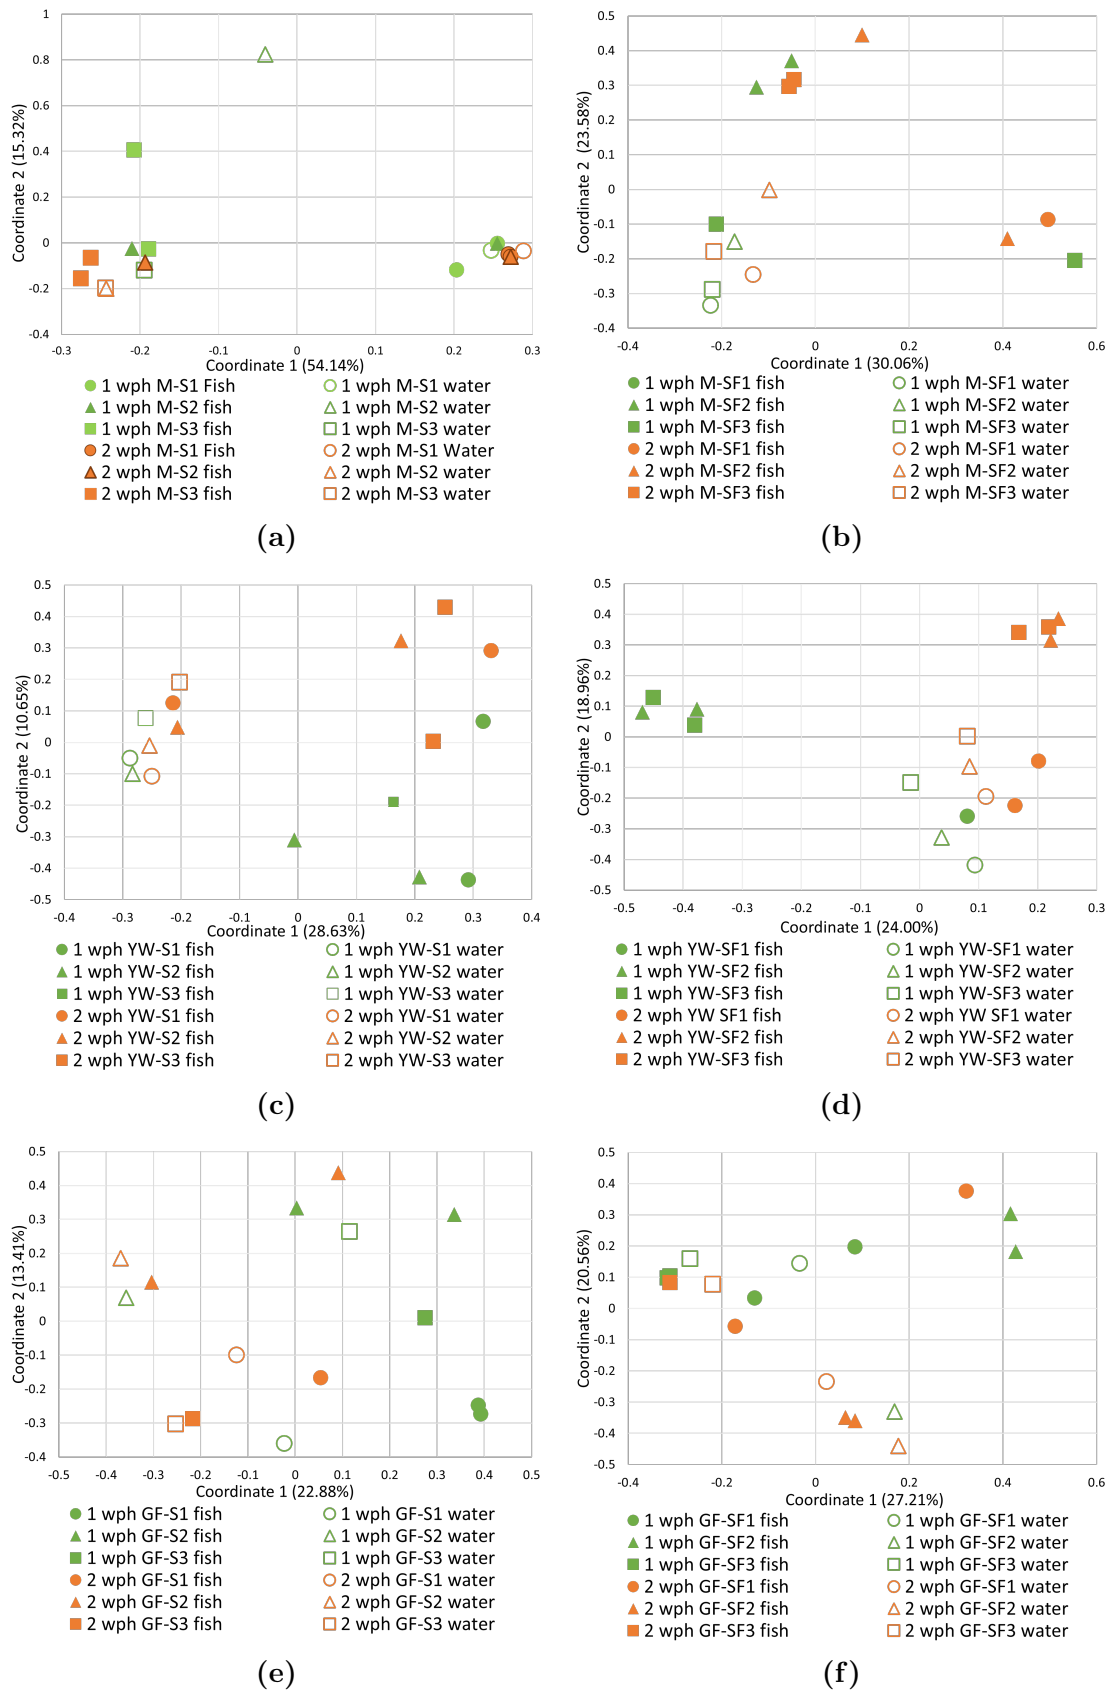 1
0.8
0.6
0.4
0.2
0
-0.2
-0.4
Coordinate 2 (15.32%)
-0.3 -0.2 -0.1 0 0.1 0.2 0.3
Coordinate 1 (54.14%)
1 wph M-S1 Fish
1 wph M-S2 fish
1 wph M-S3 fish
2 wph M-S1 Fish
2 wph M-S2 fish
2 wph M-S3 fish
1 wph M-S1 water
1 wph M-S2 water
1 wph M-S3 water
2 wph M-S1 Water
2 wph M-S2 water
2 wph M-S3 water
(a)
0.5
0.4
0.3
0.2
0.1
0
-0.1
-0.2
-0.3
-0.4
Coordinate 2 (23.58%)
-0.4 -0.2 0 0.2 0.4 0.6
Coordinate 1 (30.06%)
1 wph M-SF1 fish
1 wph M-SF2 fish
1 wph M-SF3 fish
2 wph M-SF1 fish
2 wph M-SF2 fish
2 wph M-SF3 fish
1 wph M-SF1 water
1 wph M-SF2 water
1 wph M-SF3 water
2 wph M-SF1 water
2 wph M-SF2 water
2 wph M-SF3 water
(b)
0.5
0.4
0.3
0.2
0.1
0
-0.1
-0.2
-0.3
-0.4
-0.5
Coordinate 2 (10.65%)
-0.4 -0.3 -0.2 -0.1 0 0.1 0.2 0.3 0.4
Coordinate 1 (28.63%)
1 wph YW-S1 fish
1 wph YW-S2 fish
1 wph YW-S3 fish
2 wph YW-S1 fish
2 wph YW-S2 fish
2 wph YW-S3 fish
1 wph YW-S1 water
1 wph YW-S2 water
1 wph YW-S3 water
2 wph YW-S1 water
2 wph YW-S2 water
2 wph YW-S3 water
(c)
0.5
0.4
0.3
0.2
0.1
0
-0.1
-0.2
-0.3
-0.4
-0.5
Coordinate 2 (18.96%)
-0.5 -0.4 -0.3 -0.2 -0.1 0 0.1 0.2 0.3
Coordinate 1 (24.00%)
1 wph YW-SF1 fish
1 wph YW-SF2 fish
1 wph YW-SF3 fish
2 wph YW SF1 fish
2 wph YW-SF2 fish
2 wph YW-SF3 fish
1 wph YW-SF1 water
1 wph YW-SF2 water
1 wph YW-SF3 water
2 wph YW SF1 water
2 wph YW-SF2 water
2 wph YW-SF3 water
(d)
0.5
0.4
0.3
0.2
0.1
0
-0.1
-0.2
-0.3
-0.4
Coordinate 2 (13.41%)
-0.5 -0.4 -0.3 -0.2 -0.1 0 0.1 0.2 0.3 0.4 0.5
Coordinate 1 (22.88%)
1 wph GF-S1 fish
1 wph GF-S2 fish
1 wph GF-S3 fish
2 wph GF-S1 fish
2 wph GF-S2 fish
2 wph GF-S3 fish
1 wph GF-S1 water
1 wph GF-S2 water
1 wph GF-S3 water
2 wph GF-S1 water
2 wph GF-S2 water
2 wph GF-S3 water
(e)
0.5
0.4
0.3
0.2
0.1
0
-0.1
-0.2
-0.3
-0.4
-0.5
Coordinate 2 (20.56%)
-0.4 -0.2 0 0.2 0.4 0.6
Coordinate 1 (27.21%)
1 wph GF-SF1 fish
1 wph GF-SF2 fish
1 wph GF-SF3 fish
2 wph GF-SF1 fish
2 wph GF-SF2 fish
2 wph GF-SF3 fish
1 wph GF-SF1 water
1 wph GF-SF2 water
1 wph GF-SF3 water
2 wph GF-SF1 water
2 wph GF-SF2 water
2 wph GF-SF3 water
(f)